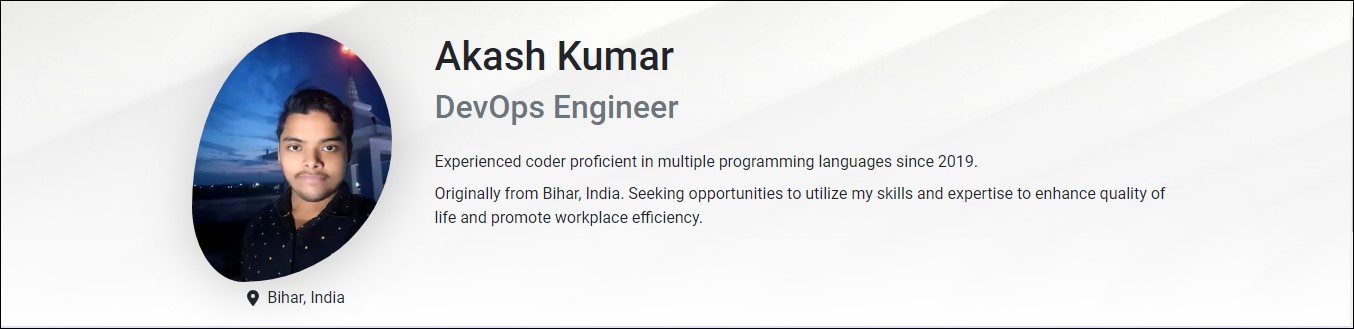 Akash Kumar
DevOps Engineer
Experienced coder proficient in multiple programming languages since 2019.
Originally from Bihar, India. Seeking opportunities to utilize my skills and expertise to enhance quality of
life and promote workplace efficiency.
Bihar, India